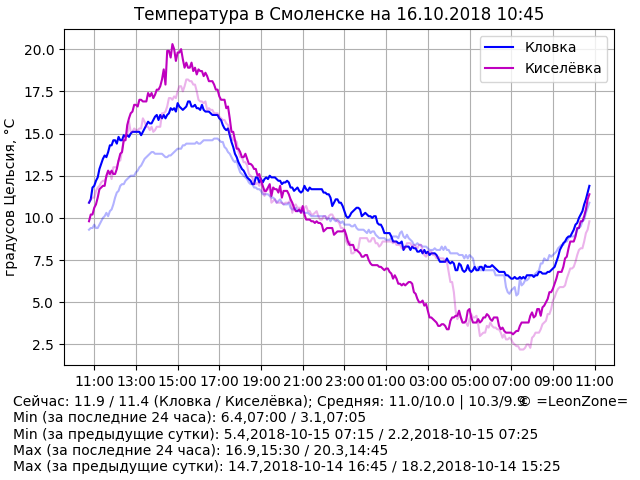 Температура в Смоленске на 16.10.2018 10:45
градусов Цельсия, °C
20.0
17.5
15.0
12.5
10.0
7.5
5.0
2.5
Кловка
Киселёвка
11:00 13:00 15:00 17:00 19:00 21:00 23:00 01:00 03:00 05:00 07:00 09:00 11:00
Сейчас: 11.9 / 11.4 (Кловка / Киселёвка); Средняя: 11.0/10.0 | 10.3/9.9 © =LeonZone=
Min (за последние 24 часа): 6.4,07:00 / 3.1,07:05
Min (за предыдущие сутки): 5.4,2018-10-15 07:15 / 2.2,2018-10-15 07:25
Max (за последние 24 часа): 16.9,15:30 / 20.3,14:45
Max (за предыдущие сутки): 14.7,2018-10-14 16:45 / 18.2,2018-10-14 15:25